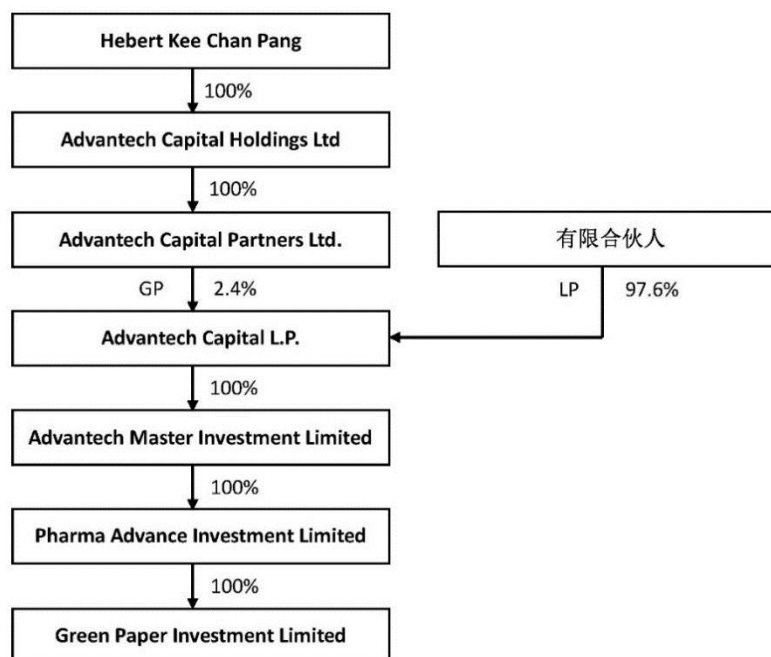 Hebert Kee Chan Pang
100%
Advantech Capital Holdings Ltd
100%
Advantech Capital Partners Ltd.
有限合伙人
GP 2.4%
LP 97.6%
Advantech Capital L.P.
100%
Advantech Master Investment Limited
100%
Pharma Advance Investment Limited
100%
Green Paper Investment Limited